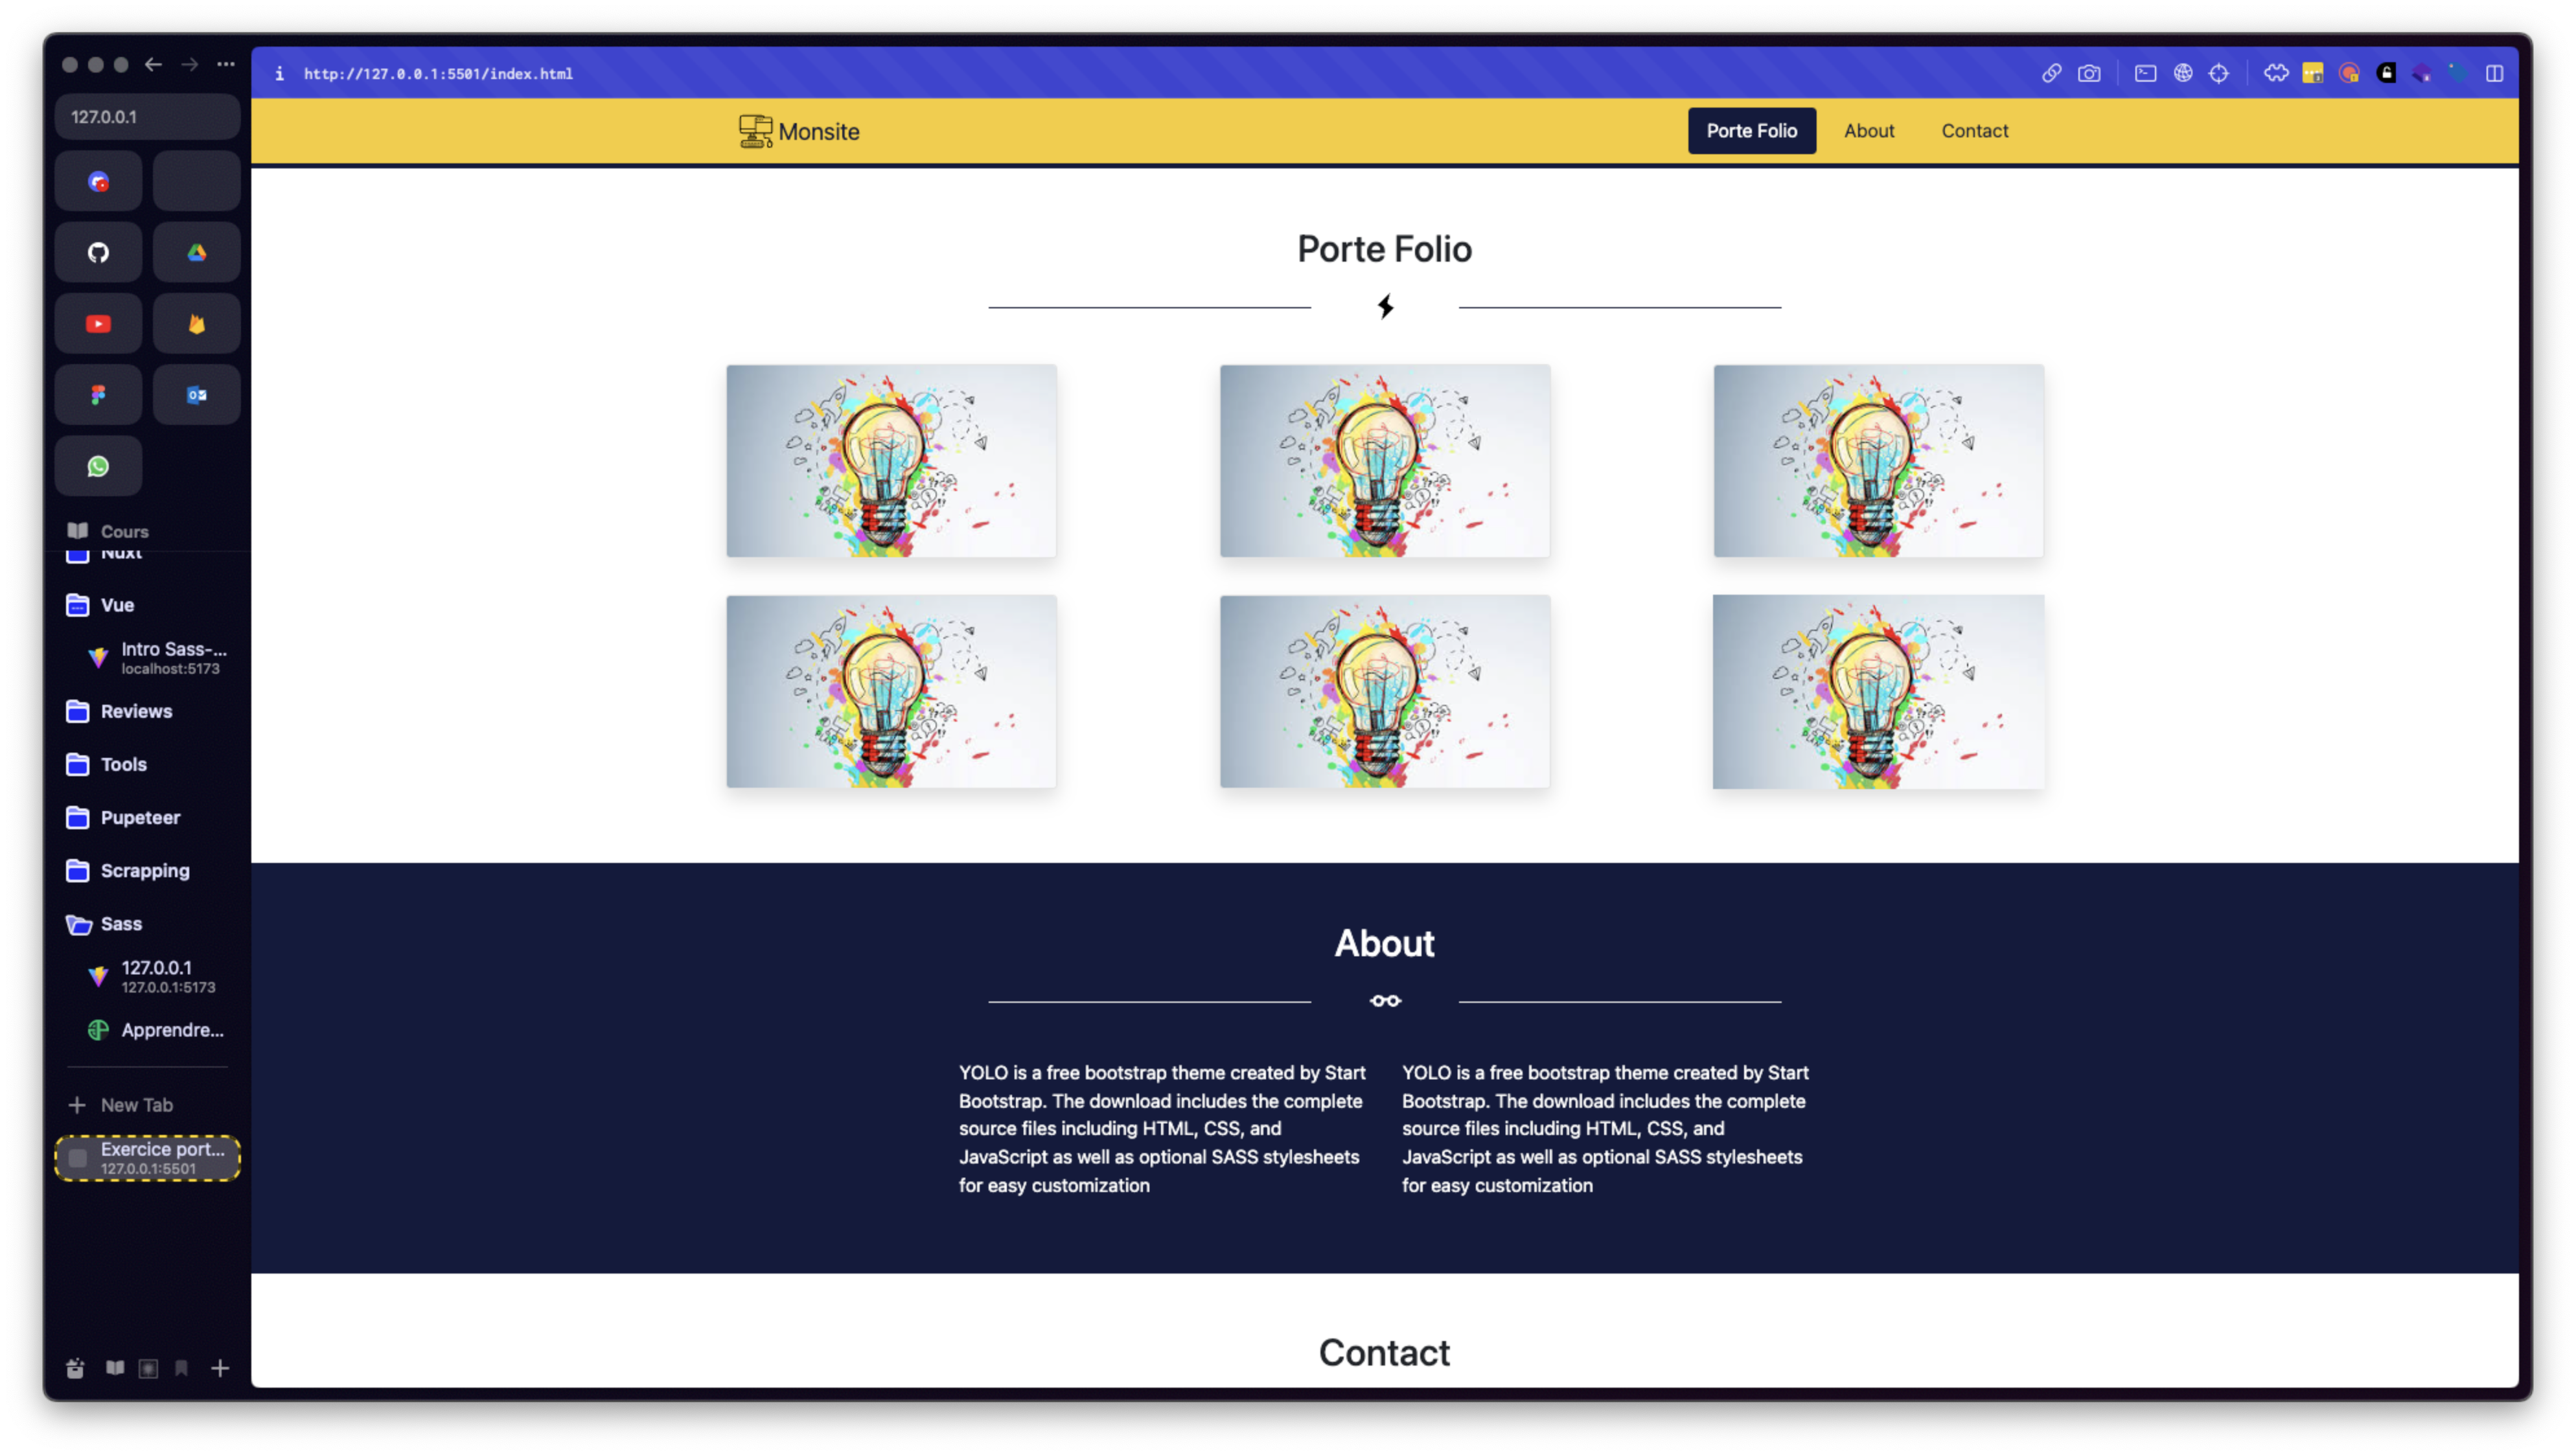 http://127.0.0.1:5501/index.html
127.0.0.1
Cours
Nuxt
Vue
Intro Sass-...
localhost:5173
Reviews
Tools
Pupeteer
Scrapping
Sass
127.0.0.1
127.0.0.1:5173
Apprendre...
New Tab
Exercice port...
127.0.0.1:5501
Monsite
Porte Folio
About
Contact
Porte Folio
About
YOLO is a free bootstrap theme created by Start
Bootstrap. The download includes the complete
source files including HTML, CSS, and
JavaScript as well as optional SASS stylesheets
for easy customization
YOLO is a free bootstrap theme created by Start
Bootstrap. The download includes the complete
source files including HTML, CSS, and
JavaScript as well as optional SASS stylesheets
for easy customization
Contact